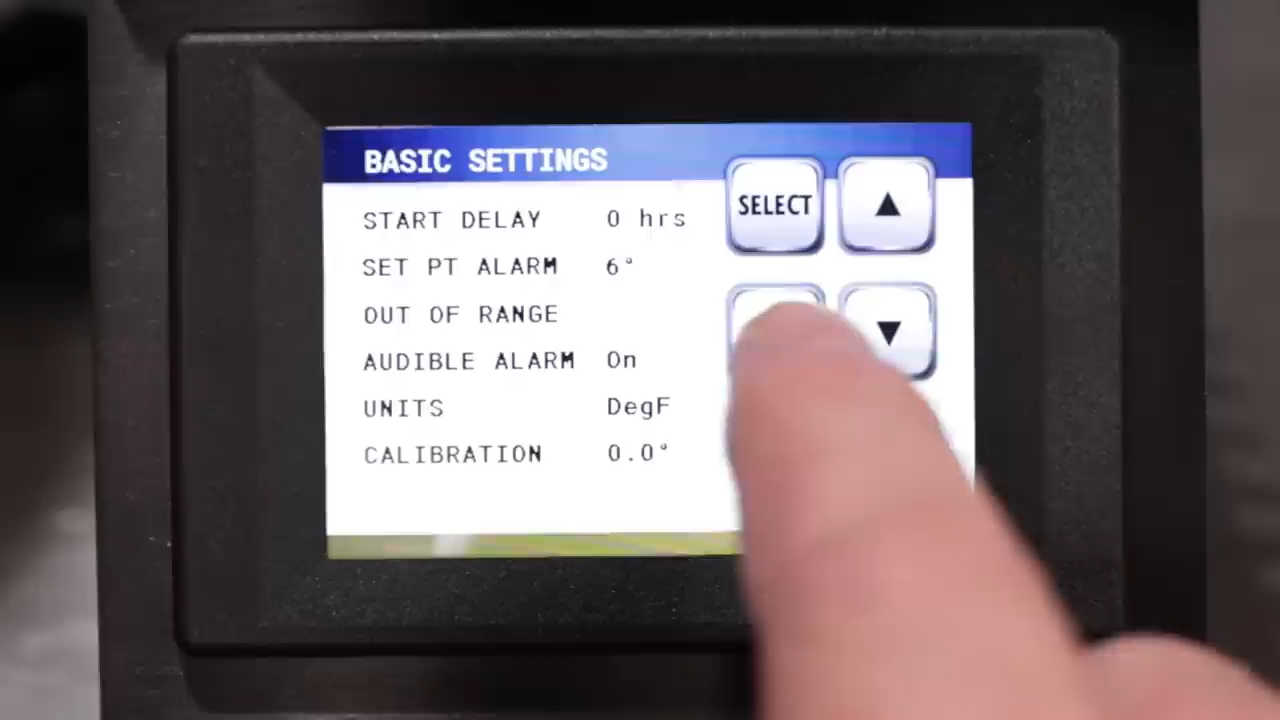 BASIC SETTINGS
START DELAY 0 hrs
SET PT ALARM 6°
OUT OF RANGE
AUDIBLE ALARM On
UNITS DegF
CALIBRATION 0.0°
SELECT ▲
▼